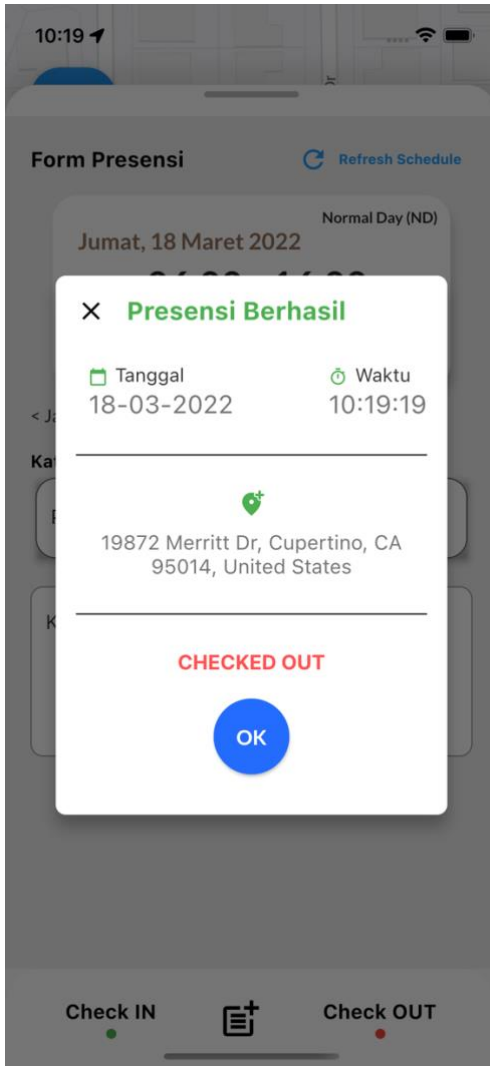 10:19
Form Presensi
Refresh Schedule
Normal Day (ND)
Jumat, 18 Maret 2022
Presensi Berhasil
Tanggal
Waktu
18-03-2022
10:19:19
19872 Merritt Dr, Cupertino, CA
95014, United States
CHECKED OUT
OK
Check IN
Check OUT